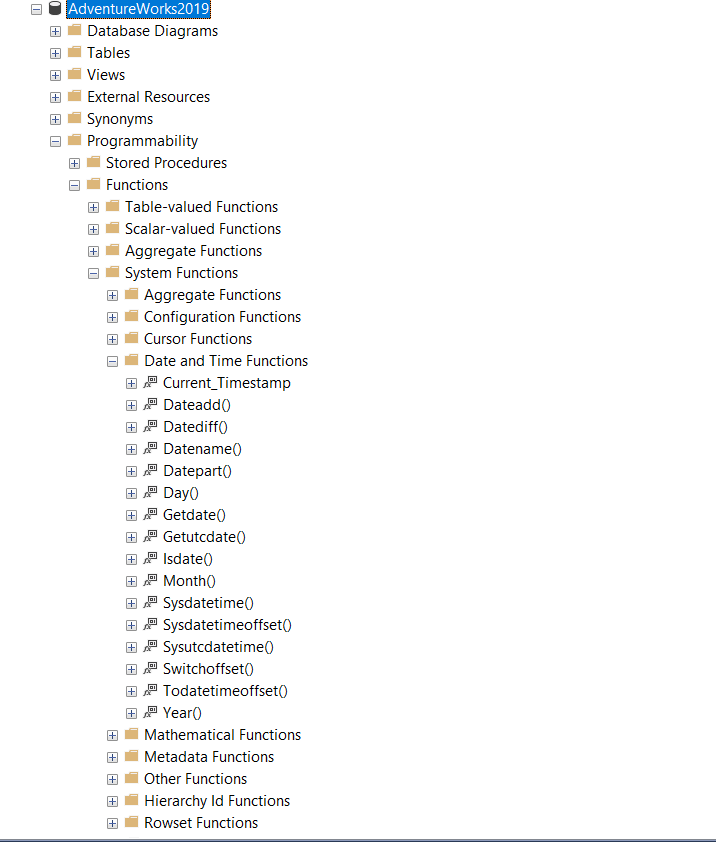 AdventureWorks2019
Database Diagrams
Tables
Views
External Resources
Synonyms
Programmability
Stored Procedures
Functions
Table-valued Functions
Scalar-valued Functions
Aggregate Functions
System Functions
Aggregate Functions
Configuration Functions
Cursor Functions
Date and Time Functions
Current_Timestamp
Dateadd()
Datediff()
Datename()
Datepart()
Day()
Getdate()
Getutcdate()
Isdate()
Month()
Sysdatetime()
Sysdatetimeoffset()
Sysutcdatetime()
Switchoffset()
Todatetimeoffset()
Year()
Mathematical Functions
Metadata Functions
Other Functions
Hierarchy Id Functions
Rowset Functions